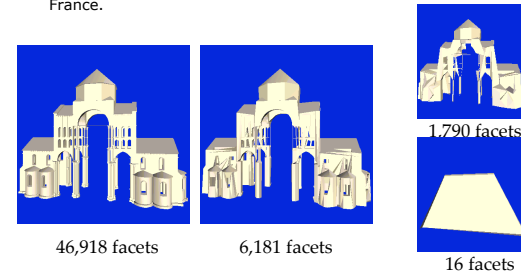 France.
46,918 facets
6,181 facets
1,790 facets
16 facets